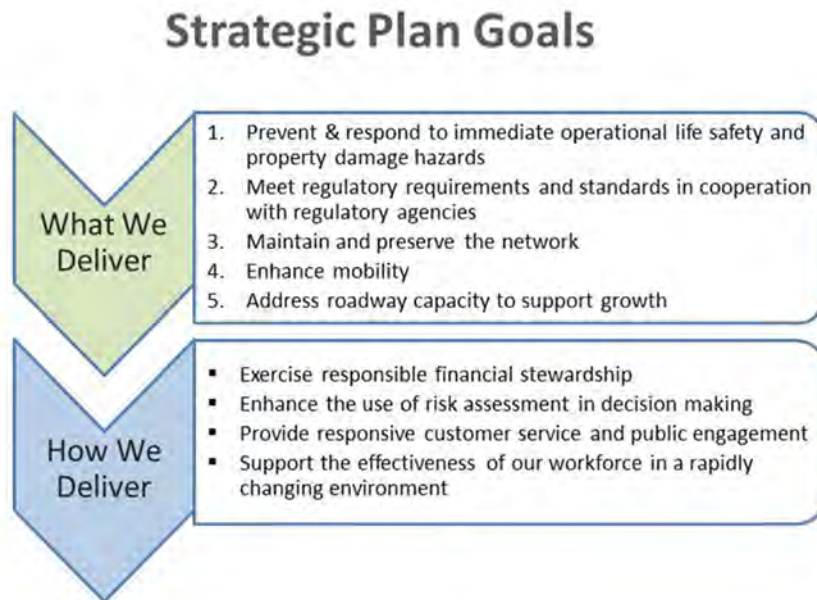 Strategic Plan Goals
What We
Deliver
1. Prevent & respond to immediate operational life safety and
property damage hazards
2. Meet regulatory requirements and standards in cooperation
with regulatory agencies
3. Maintain and preserve the network
4. Enhance mobility
5. Address roadway capacity to support growth
How We
Deliver
▪ Exercise responsible financial stewardship
▪ Enhance the use of risk assessment in decision making
▪ Provide responsive customer service and public engagement
▪ Support the effectiveness of our workforce in a rapidly
changing environment